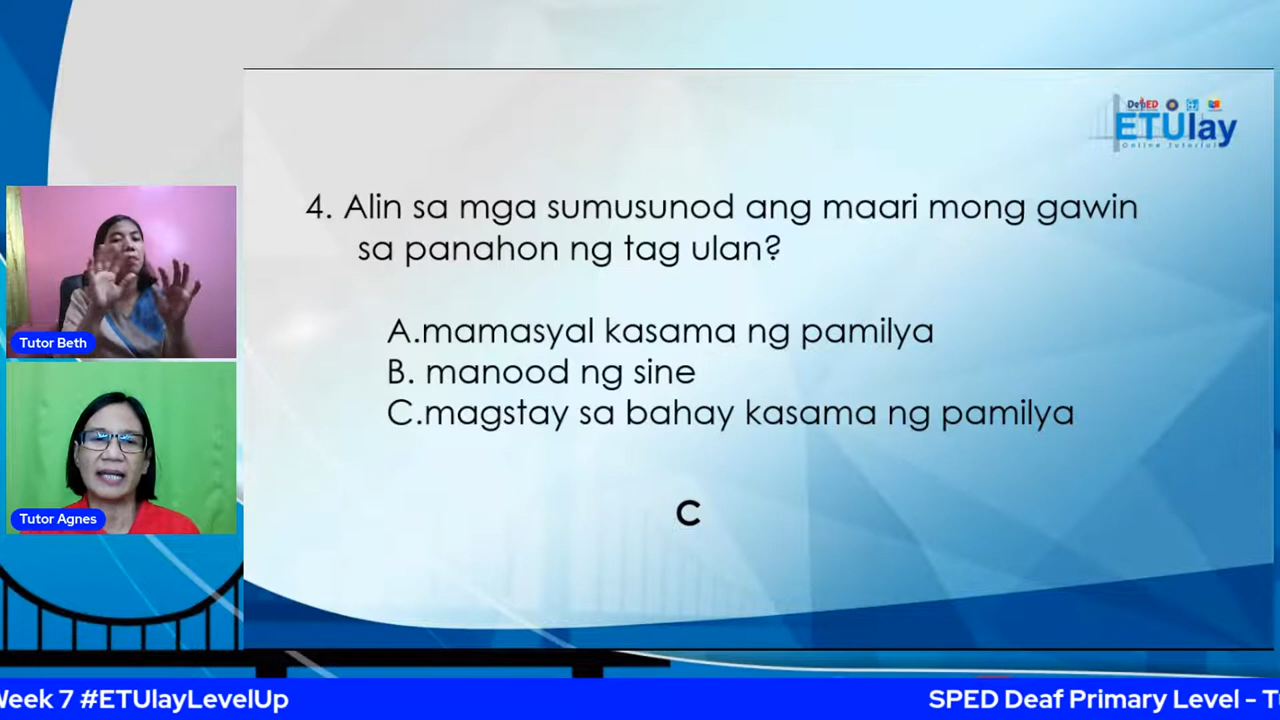 DepED
ETUlay
Online Tutorial
4. Alin sa mga sumusunod ang maari mong gawin
sa panahon ng tag ulan?
A.mamasyal kasama ng pamilya
B. manood ng sine
C.magstay sa bahay kasama ng pamilya
C
Tutor Beth
Tutor Agnes
Week 7 #ETUlayLevelUp
SPED Deaf Primary Level - T